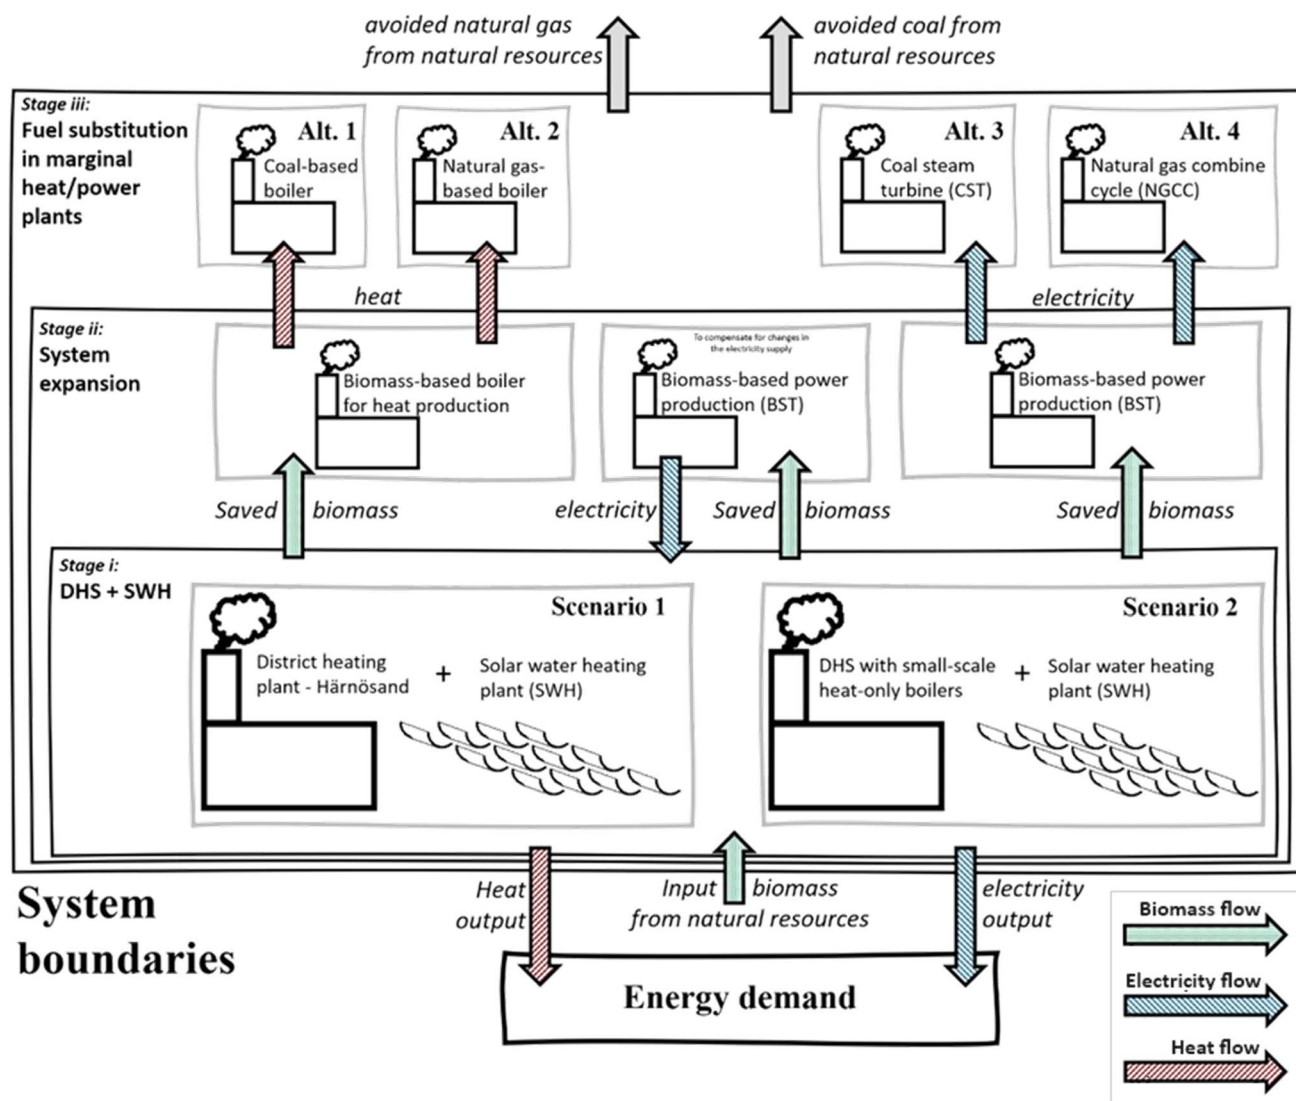 avoided natural gas
from natural resources
avoided coal from
natural resources
Stage iii:
Fuel substitution
in marginal
heat/power
plants
Alt. 1
Coal-based
boiler
Alt. 2
Natural gas-
based boiler
Alt. 3
Coal steam
turbine (CST)
Alt. 4
Natural gas combine
cycle (NGCC)
heat
electricity
Stage ii:
System
expansion
Biomass-based boiler
for heat production
To compensate for changes in
the electricity supply
Biomass-based power
production (BST)
Biomass-based power
production (BST)
Saved biomass
electricity
Saved biomass
Saved biomass
Stage i:
DHS + SWH
Scenario 1
District heating
plant - Härnösand
+
Solar water heating
plant (SWH)
Scenario 2
DHS with small-scale
heat-only boilers
+
Solar water heating
plant (SWH)
System
boundaries
Heat
output
Input biomass
from natural resources
electricity
output
Energy demand
Biomass flow
Electricity flow
Heat flow